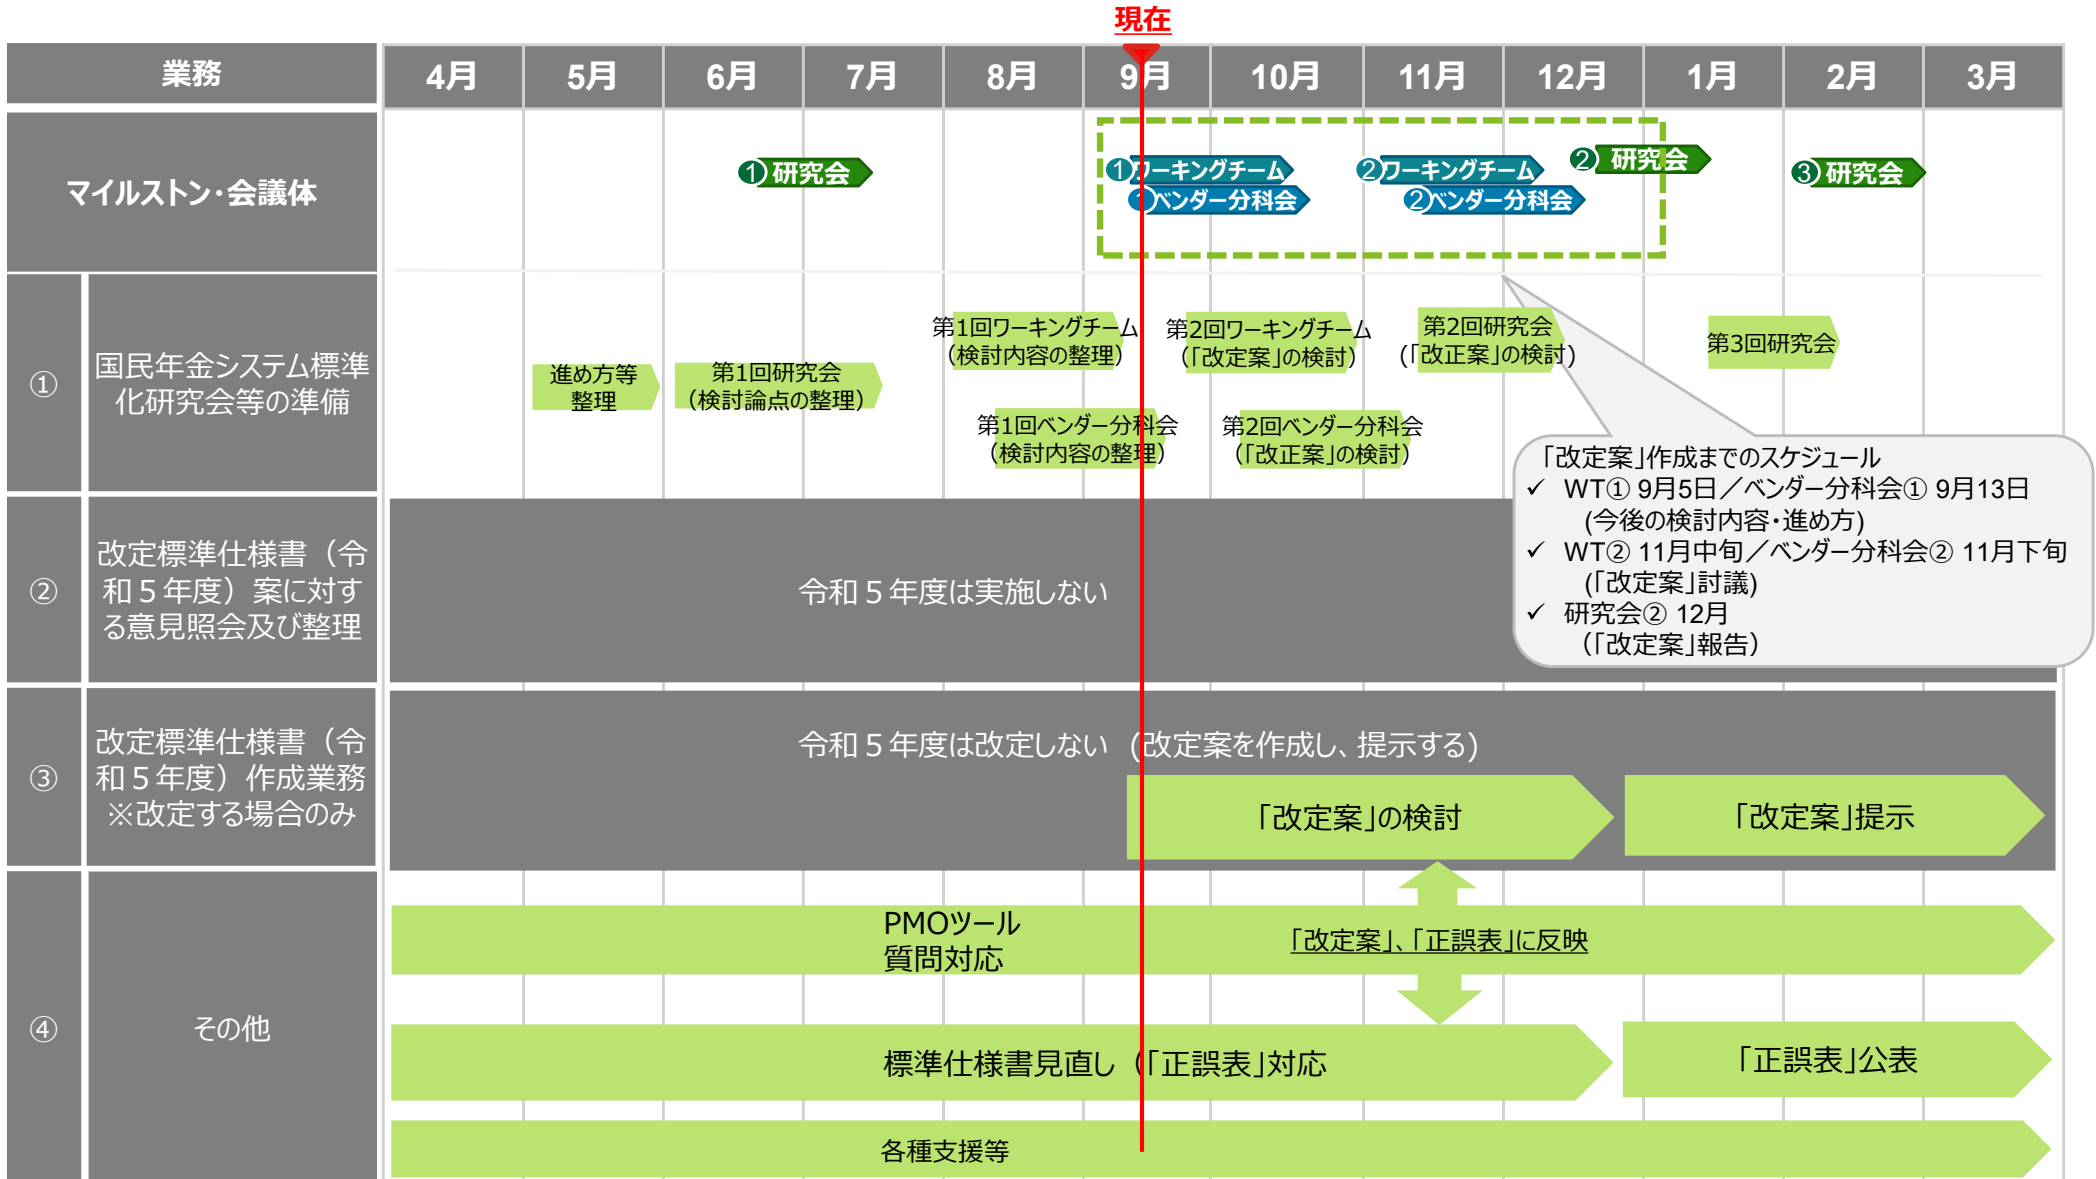 現在
業務
4月
5月
6月
7月
8月
9月
10月
11月
12月
1月
2月
3月
マイルストン・会議体
① 研究会
① ワーキングチーム
① ベンダー分科会
② ワーキングチーム
② ベンダー分科会
② 研究会
③ 研究会
①
国民年金システム標準
化研究会等の準備
進め方等
整理
第1回研究会
（検討論点の整理）
第1回ワーキングチーム
（検討内容の整理）
第1回ベンダー分科会
（検討内容の整理）
第2回ワーキングチーム
（「改定案」の検討）
第2回ベンダー分科会
（「改正案」の検討）
第2回研究会
(「改正案」の検討)
第3回研究会
「改定案」作成までのスケジュール
✓ WT① 9月5日／ベンダー分科会① 9月13日
(今後の検討内容・進め方)
✓ WT② 11月中旬／ベンダー分科会② 11月下旬
(「改定案」討議)
✓ 研究会② 12月
（「改定案」報告）
②
改定標準仕様書（令
和５年度）案に対す
る意見照会及び整理
令和５年度は実施しない
③
改定標準仕様書（令
和５年度）作成業務
※改定する場合のみ
令和５年度は改定しない (改定案を作成し、提示する)
「改定案」の検討
「改定案」提示
④
その他
PMOツール
質問対応
「改定案」、「正誤表」に反映
標準仕様書見直し（「正誤表」対応
「正誤表」公表
各種支援等